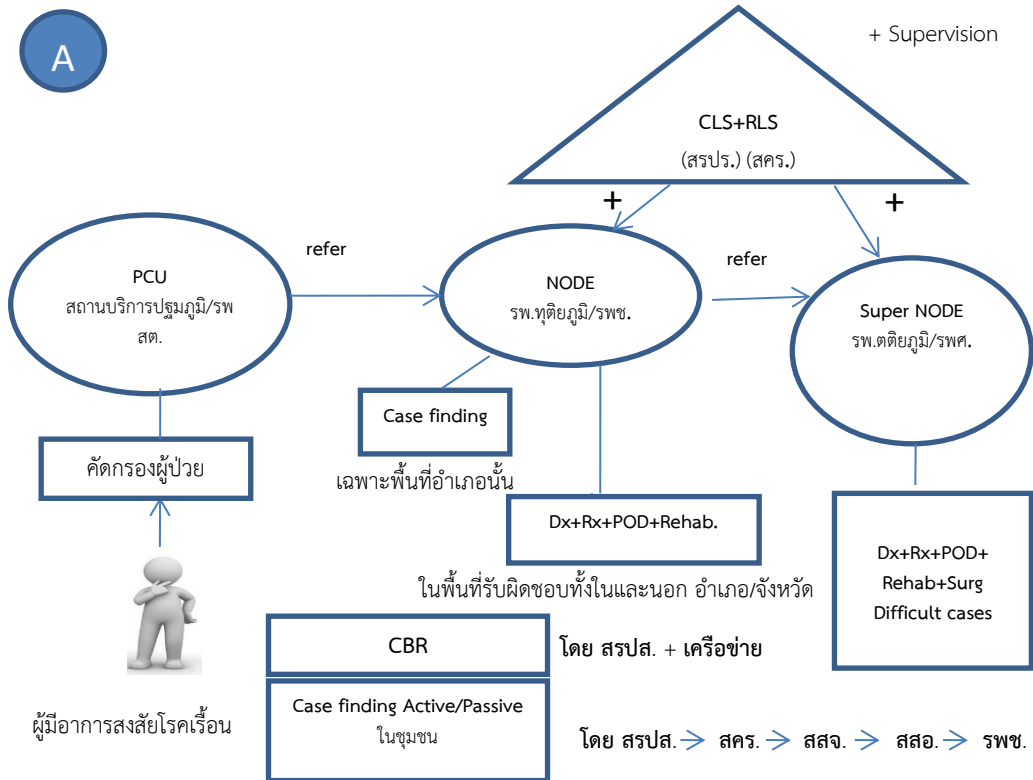 A
+ Supervision
CLS+RLS
(สรปร.) (สคร.)
+
+
PCU
สถานบริการปฐมภูมิ/รพ
สต.
refer
NODE
รพ.ทุติยภูมิ/รพช.
refer
Super NODE
รพ.ตติยภูมิ/รพศ.
Case finding
เฉพาะพื้นที่อำเภอนั้น
คัดกรองผู้ป่วย
Dx+Rx+POD+Rehab.
ในพื้นที่รับผิดชอบทั้งในและนอก อำเภอ/จังหวัด
Dx+Rx+POD+
Rehab+Surg
Difficult cases
ผู้มีอาการสงสัยโรคเรื้อน
CBR
โดย สรปส. + เครือข่าย
Case finding Active/Passive
ในชุมชน
โดย สรปส. → สคร. → สสจ. → สสอ. → รพช.